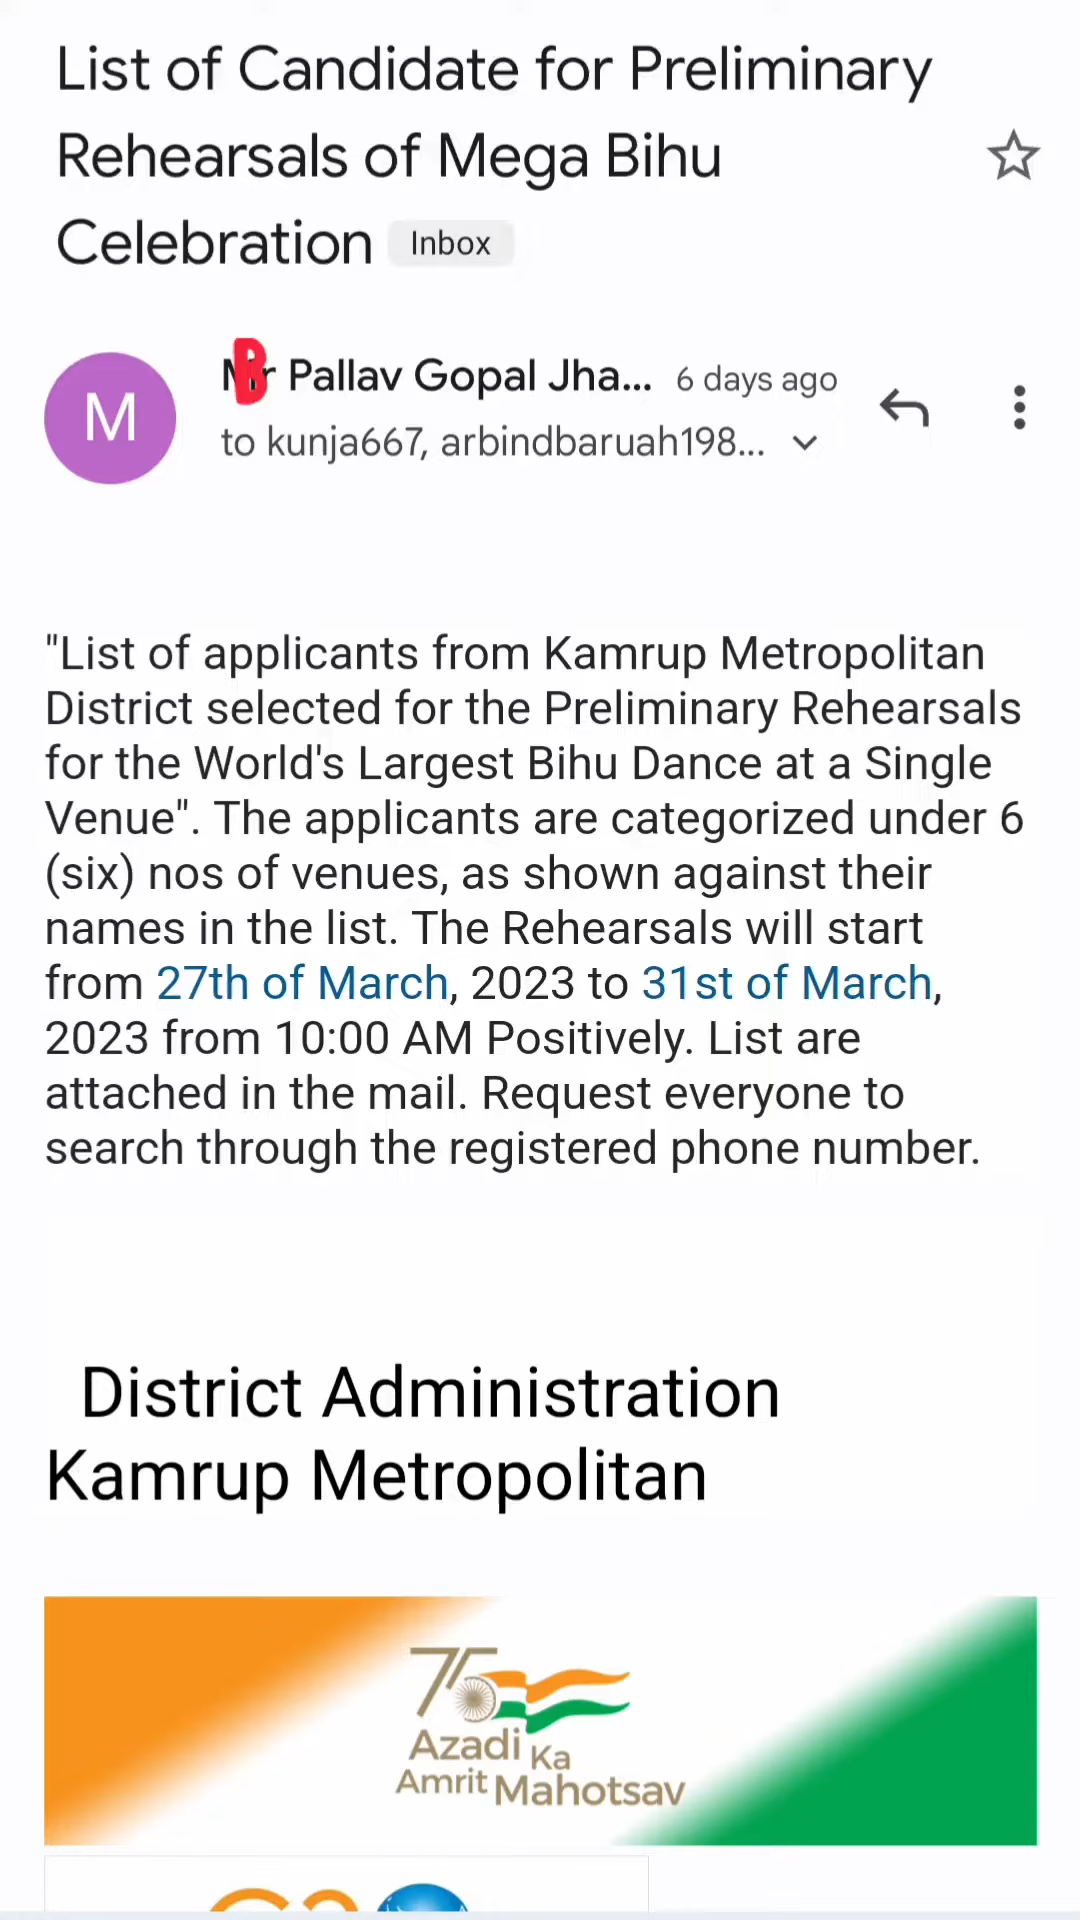 List of Candidate for Preliminary
Rehearsals of Mega Bihu
Celebration Inbox
M
B
Mr Pallav Gopal Jha... 6 days ago
to kunja667, arbindbaruah198...
"List of applicants from Kamrup Metropolitan
District selected for the Preliminary Rehearsals
for the World's Largest Bihu Dance at a Single
Venue". The applicants are categorized under 6
(six) nos of venues, as shown against their
names in the list. The Rehearsals will start
from 27th of March, 2023 to 31st of March,
2023 from 10:00 AM Positively. List are
attached in the mail. Request everyone to
search through the registered phone number.
District Administration
Kamrup Metropolitan
75
Azadi Ka
Amrit Mahotsav